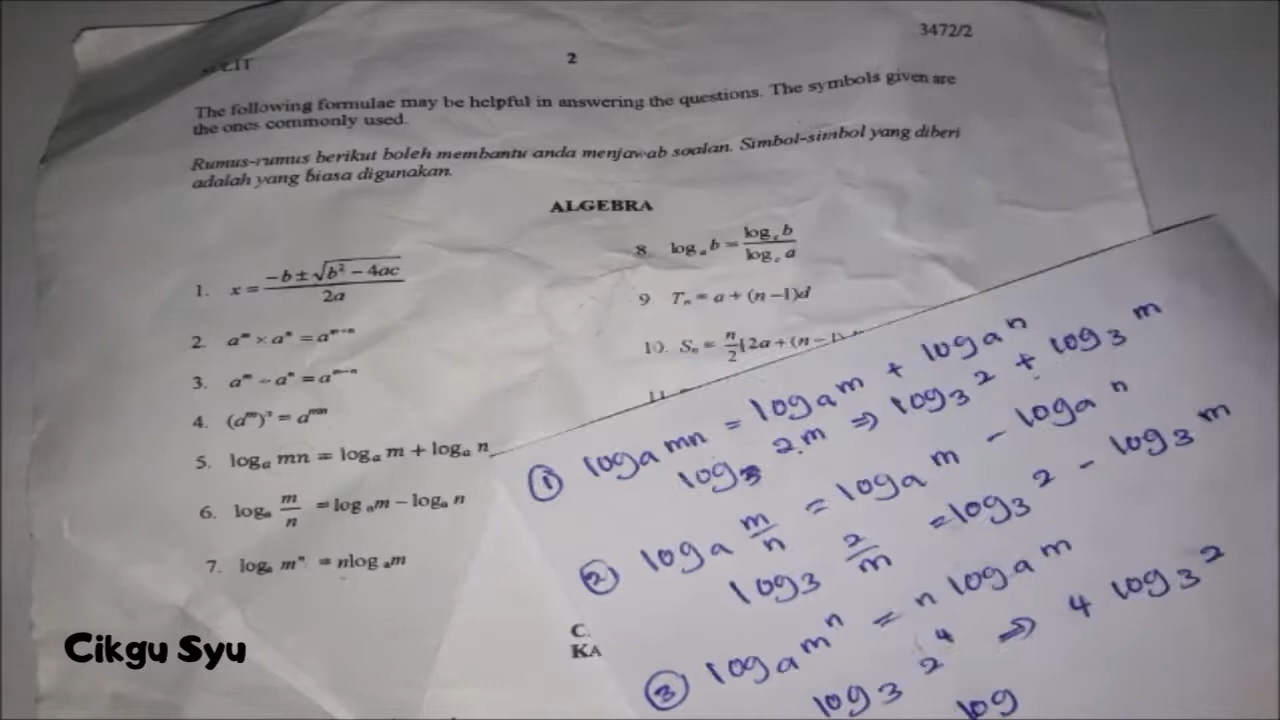 3472/2
2
The following formulae may be helpful in answering the questions. The symbols given are
the ones commonly used.
Rumus-rumus berikut boleh membantu anda menjawab soalan. Simbol-simbol yang diberi
adalah yang biasa digunakan.
ALGEBRA
1. x = (-b ± √(b² – 4ac)) / 2a
2. aᵐ × aⁿ = aᵐ⁺ⁿ
3. aᵐ ÷ aⁿ = aᵐ⁻ⁿ
4. (aᵐ)ⁿ = aᵐⁿ
5. logₐ mn = logₐ m + logₐ n
6. logₐ m/n = logₐ m – logₐ n
7. logₐ mⁿ = n logₐ m
8. logₐ b = log_c b / log_c a
9. Tₙ = a + (n – 1)d
10. Sₙ = n/2 [2a + (n – 1)
① logₐ mn = logₐ m + logₐ n
log₃ 2m ⇒ log₃ 2 + log₃ m
② logₐ m/n = logₐ m – logₐ n
log₃ 2/m = log₃ 2 – log₃ m
③ logₐ mⁿ = n logₐ m
log₃ 2⁴ ⇒ 4 log₃ 2
log
C.
KA
Cikgu Syu